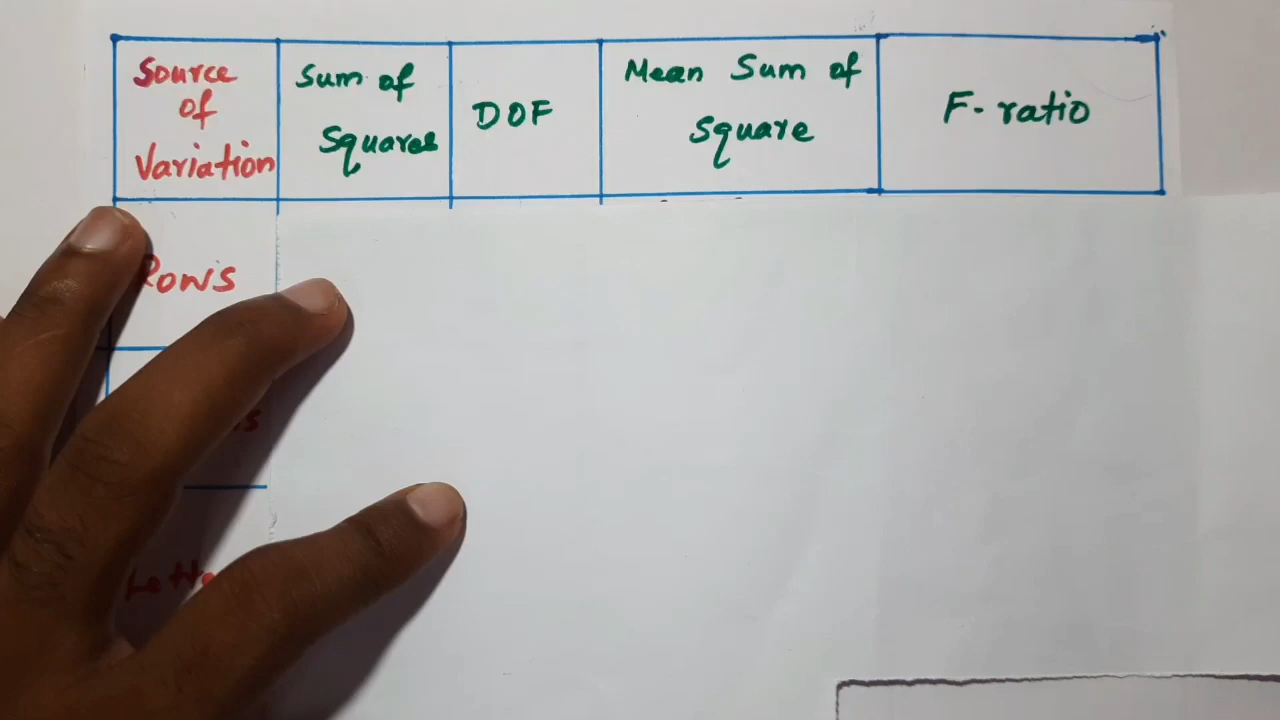 Source
of
Variation
Sum of
Squares
DOF
Mean Sum of
Square
F-ratio
Rows